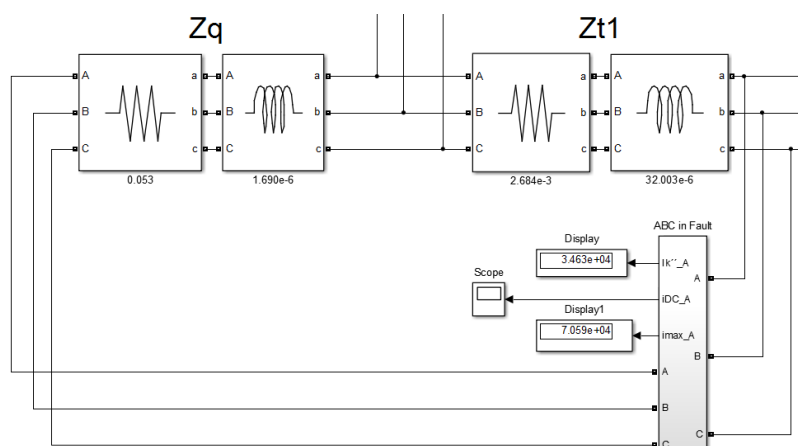 Zq
Zt1
A a A a A a A a
B b B b B b B b
C c C c C c C c
0.053
1.690e-6
2.684e-3
32.003e-6
ABC in Fault
Display
3.463e+04
Ik´´_A
A
Scope
iDC_A
Display1
7.059e+04
imax_A
B
A
B
C
C